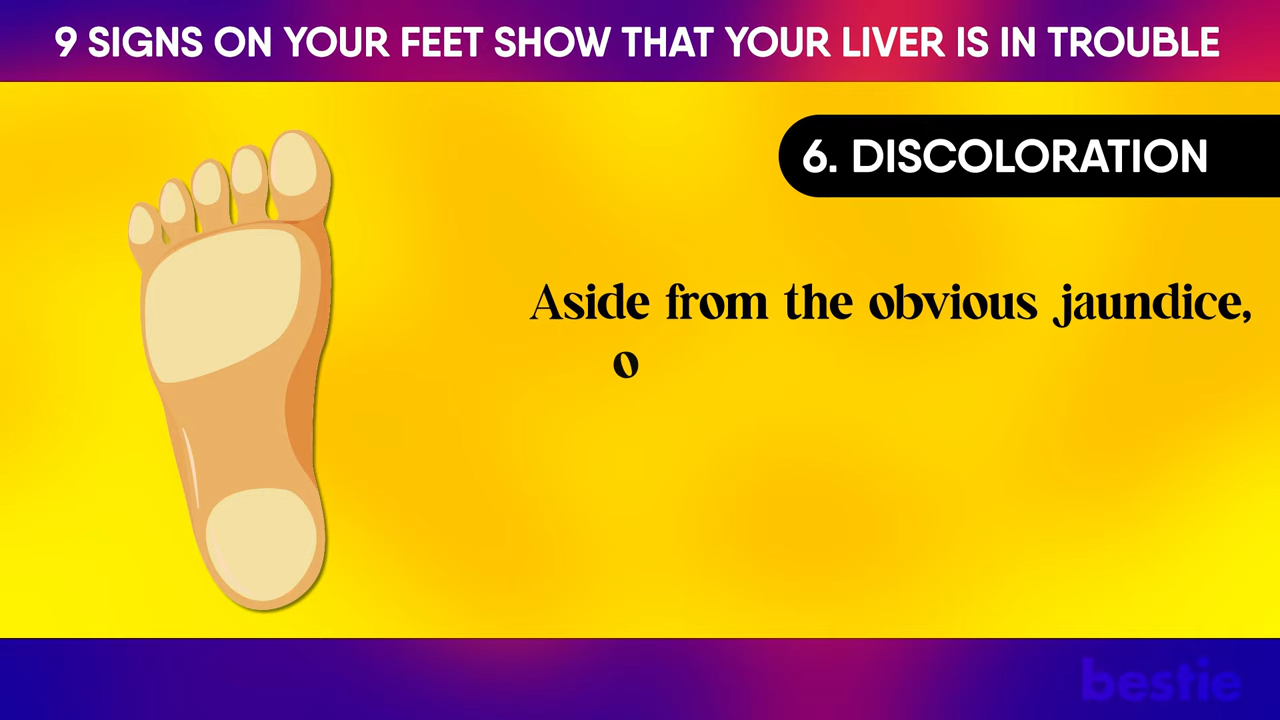 9 SIGNS ON YOUR FEET SHOW THAT YOUR LIVER IS IN TROUBLE
6. DISCOLORATION
Aside from the obvious jaundice,
o
bestie